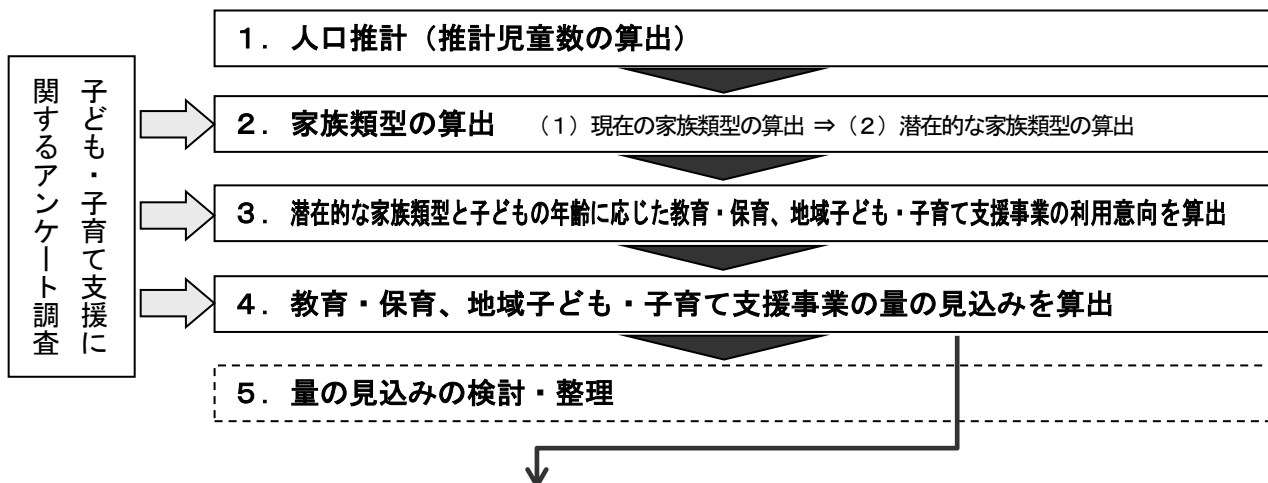 子ども・子育て支援に
関するアンケート調査
１．人口推計（推計児童数の算出）
２．家族類型の算出　（１）現在の家族類型の算出 ⇒（２）潜在的な家族類型の算出
３．潜在的な家族類型と子どもの年齢に応じた教育・保育、地域子ども・子育て支援事業の利用意向を算出
４．教育・保育、地域子ども・子育て支援事業の量の見込みを算出
５．量の見込みの検討・整理